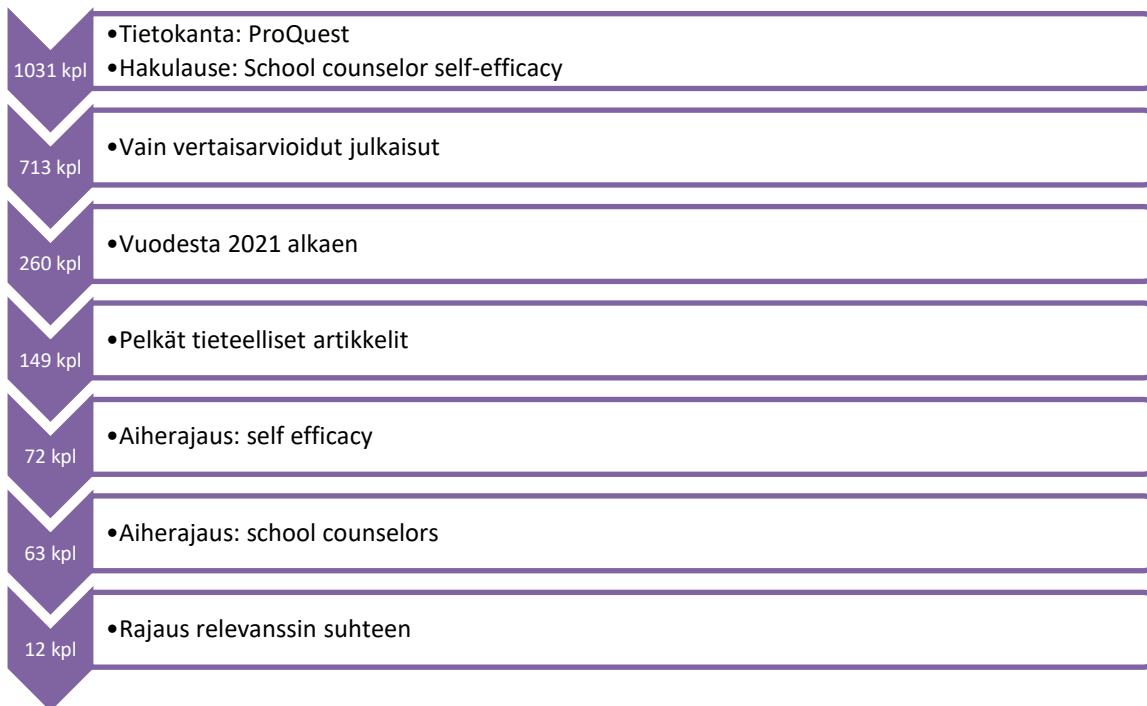 1031 kpl
•Tietokanta: ProQuest
•Hakulause: School counselor self-efficacy
713 kpl
•Vain vertaisarvioidut julkaisut
260 kpl
•Vuodesta 2021 alkaen
149 kpl
•Pelkät tieteelliset artikkelit
72 kpl
•Aiherajaus: self efficacy
63 kpl
•Aiherajaus: school counselors
12 kpl
•Rajaus relevanssin suhteen